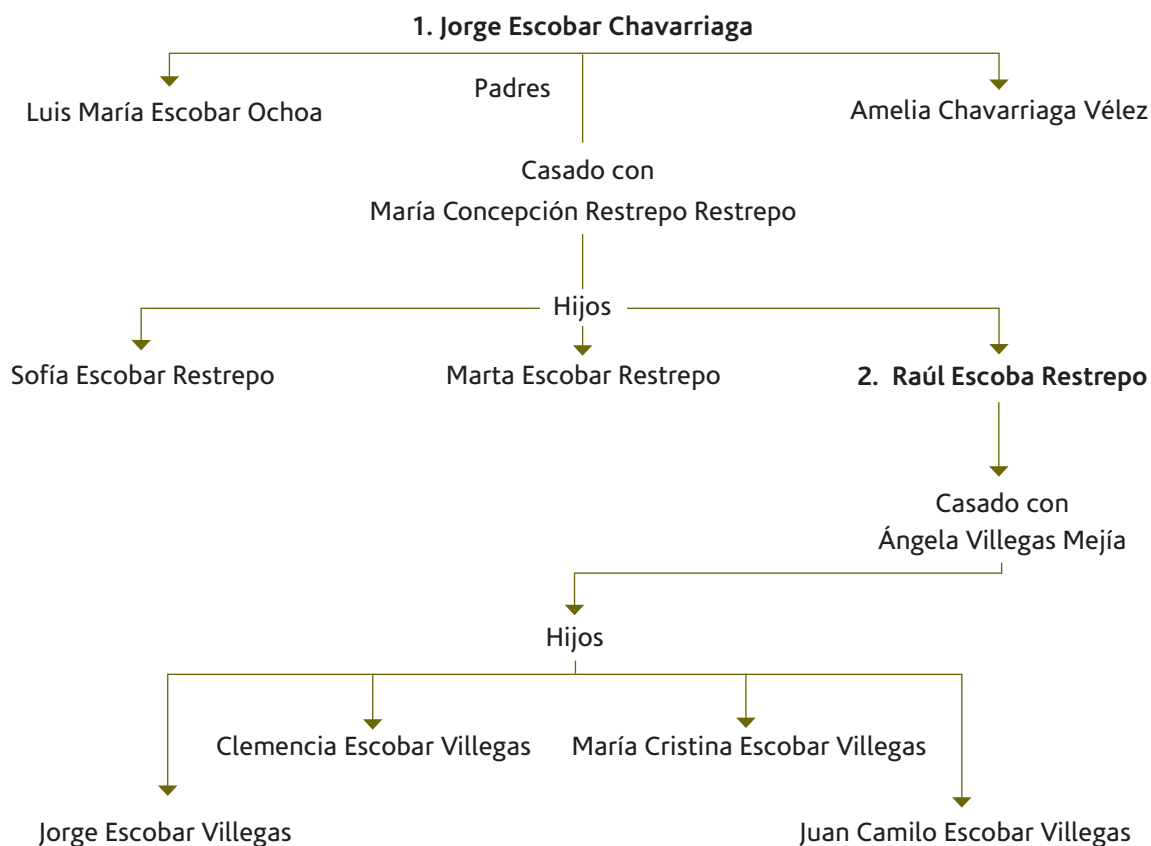 1. Jorge Escobar Chavarriaga
Padres
Luis María Escobar Ochoa
Amelia Chavarriaga Vélez
Casado con
María Concepción Restrepo Restrepo
Hijos
Sofía Escobar Restrepo
Marta Escobar Restrepo
2. Raúl Escoba Restrepo
Casado con
Ángela Villegas Mejía
Hijos
Clemencia Escobar Villegas
María Cristina Escobar Villegas
Jorge Escobar Villegas
Juan Camilo Escobar Villegas